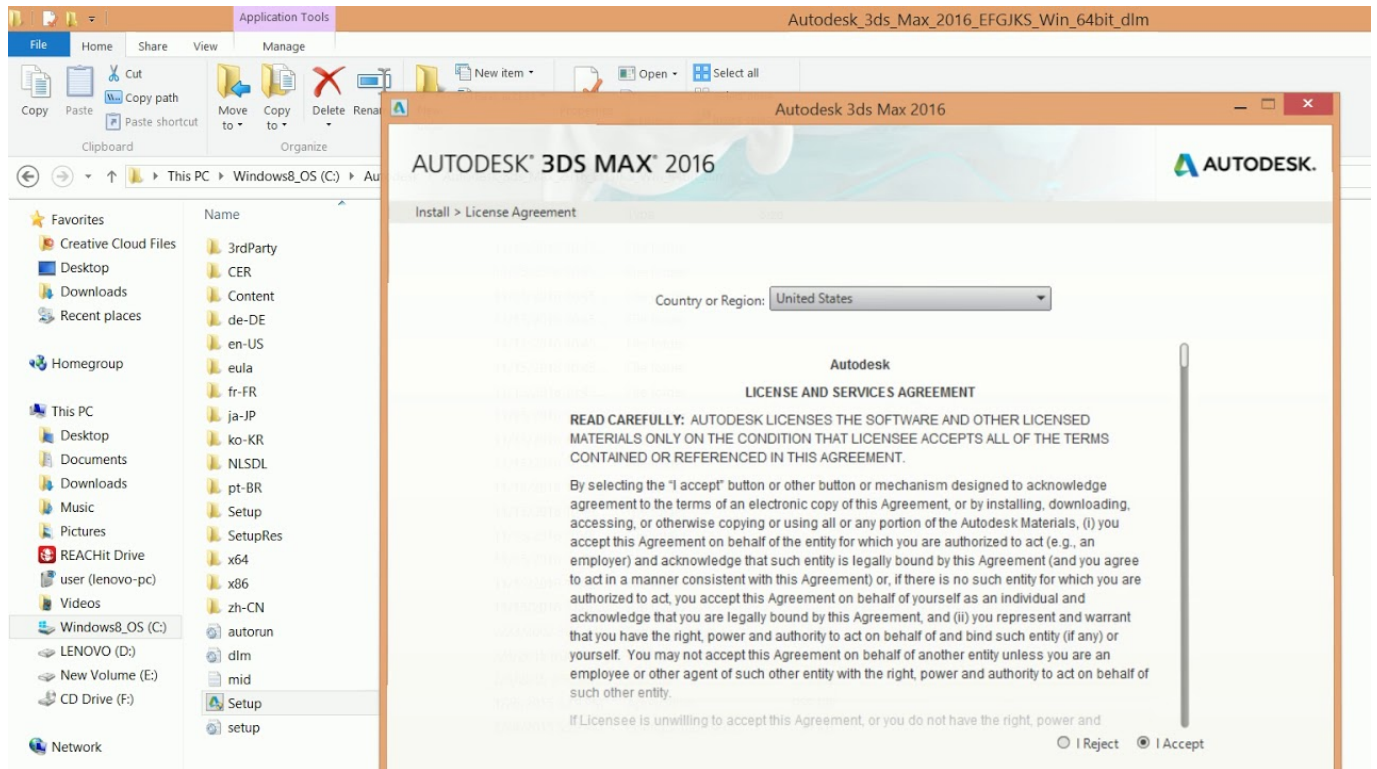 Application Tools
Autodesk_3ds_Max_2016_EFGJKS_Win_64bit_dlm
File Home Share View Manage
Copy
Paste
Cut
Copy path
Paste shortcut
Clipboard
Move to
Copy to
Delete
Organize
New item
Open
Select all
This PC Windows8_OS (C:)
Favorites
Creative Cloud Files
Desktop
Downloads
Recent places
Homegroup
This PC
Desktop
Documents
Downloads
Music
Pictures
REACHit Drive
user (lenovo-pc)
Videos
Windows8_OS (C:)
LENOVO (D:)
New Volume (E:)
CD Drive (F:)
Network
Name
3rdParty
CER
Content
de-DE
en-US
eula
fr-FR
ja-JP
ko-KR
NLSDL
pt-BR
Setup
SetupRes
x64
x86
zh-CN
autorun
dlm
mid
Setup
setup
Autodesk 3ds Max 2016
AUTODESK® 3DS MAX® 2016
AUTODESK.
Install > License Agreement
Country or Region: United States
Autodesk
LICENSE AND SERVICES AGREEMENT
READ CAREFULLY: AUTODESK LICENSES THE SOFTWARE AND OTHER LICENSED
MATERIALS ONLY ON THE CONDITION THAT LICENSEE ACCEPTS ALL OF THE TERMS
CONTAINED OR REFERENCED IN THIS AGREEMENT.
By selecting the "I accept" button or other button or mechanism designed to acknowledge
agreement to the terms of an electronic copy of this Agreement, or by installing, downloading,
accessing, or otherwise copying or using all or any portion of the Autodesk Materials, (i) you
accept this Agreement on behalf of the entity for which you are authorized to act (e.g., an
employer) and acknowledge that such entity is legally bound by this Agreement (and you agree
to act in a manner consistent with this Agreement) or, if there is no such entity for which you are
authorized to act, you accept this Agreement on behalf of yourself as an individual and
acknowledge that you are legally bound by this Agreement, and (ii) you represent and warrant
that you have the right, power and authority to act on behalf of and bind such entity (if any) or
yourself. You may not accept this Agreement on behalf of another entity unless you are an
employee or other agent of such other entity with the right, power and authority to act on behalf of
such other entity.
If Licensee is unwilling to accept this Agreement, or you do not have the right, power and
I Reject I Accept